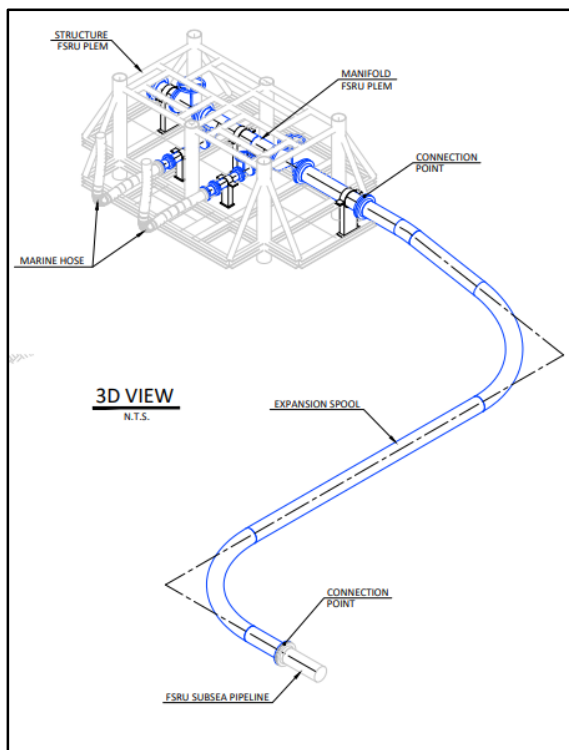 STRUCTURE
FSRU PLEM
MANIFOLD
FSRU PLEM
CONNECTION
POINT
MARINE HOSE
3D VIEW
N.T.S.
EXPANSION SPOOL
CONNECTION
POINT
FSRU SUBSEA PIPELINE